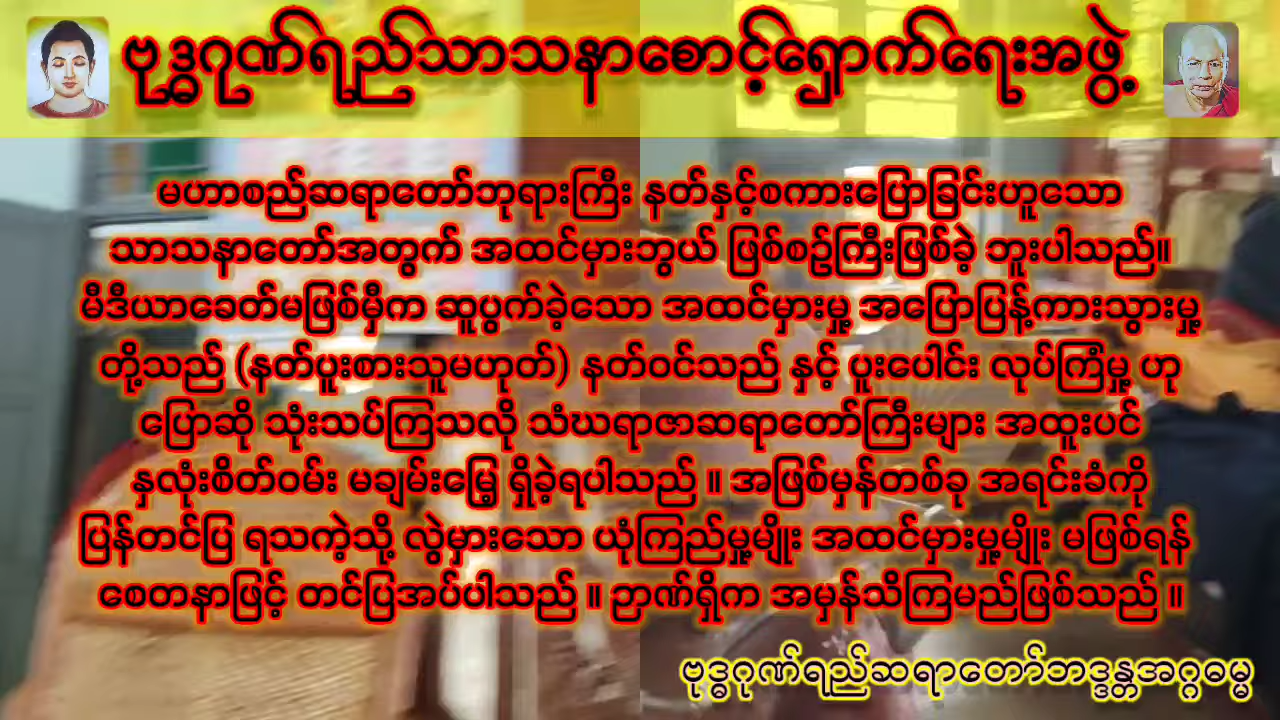 ဗုဒ္ဓဂုဏ်ရည်သာသနာစောင့်ရှောက်ရေးအဖွဲ့
မဟာစည်ဆရာတော်ဘုရားကြီး နတ်နှင့်စကားပြောခြင်းဟူသော
သာသနာတော်အတွက် အထင်မှားဘွယ် ဖြစ်စဉ်ကြီးဖြစ်ခဲ့ ဘူးပါသည်။
မီဒီယာခေတ်မဖြစ်မှီက ဆူပွက်ခဲ့သော အထင်မှားမှု့ အပြောပြန့်ကားသွားမှု့
တို့သည် (နတ်ပူးစားသူမဟုတ်) နတ်ဝင်သည် နှင့် ပူးပေါင်း လုပ်ကြံမှု့ ဟု
ပြောဆို သုံးသပ်ကြသလို သံဃရာဇာဆရာတော်ကြီးများ အထူးပင်
နှလုံးစိတ်ဝမ်း မချမ်းမြွေ့ ရှိခဲ့ရပါသည် ။ အဖြစ်မှန်တစ်ခု အရင်းခံကို
ပြန်တင်ပြ ရသကဲ့သို့ လွဲမှားသော ယုံကြည်မှု့မျိုး အထင်မှားမှု့မျိုး မဖြစ်ရန်
စေတနာဖြင့် တင်ပြအပ်ပါသည် ။ ဉာဏ်ရှိက အမှန်သိကြမည်ဖြစ်သည် ။
ဗုဒ္ဓဂုဏ်ရည်ဆရာတော်ဘဒ္ဒန္တအဂ္ဂဓမ္မ